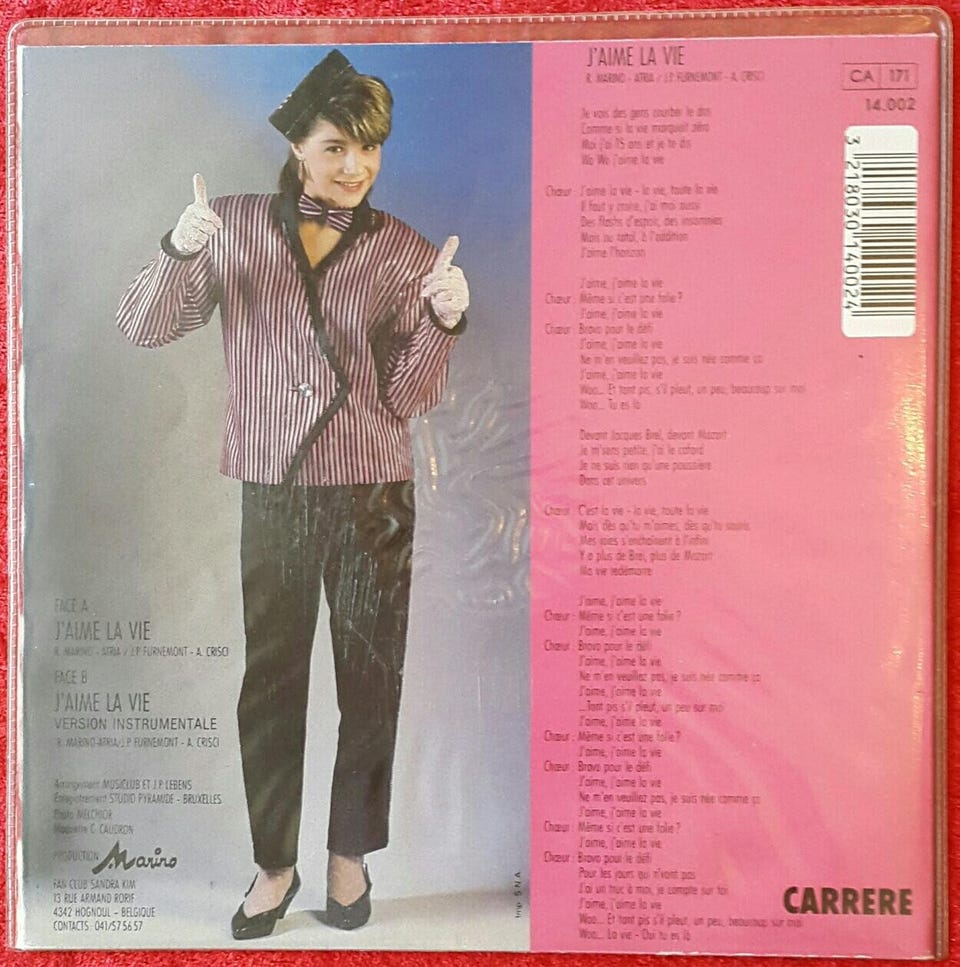 FACE A
J'AIME LA VIE
R. MARINO - ATRIA / J.P. FURNEMONT - A. CRISCI
FACE B
J'AIME LA VIE
VERSION INSTRUMENTALE
R. MARINO-ATRIA/J.P. FURNEMONT - A. CRISCI
Arrangement MUSICLUB ET J.P. LEBENS
Enregistrement STUDIO PYRAMIDE - BRUXELLES
Photo MELCHIOR
Maquette C. CAUDRON
PRODUCTION Marino
FAN CLUB SANDRA KIM
13 RUE ARMAND RORIF
4342 HOGNOUL - BELGIQUE
CONTACTS : 041/57 56 57
Imp. S.N.A.
J'AIME LA VIE
R. MARINO - ATRIA / J.P. FURNEMONT - A. CRISCI
Je vois des gens courber le dos
Comme si la vie marquait zéro
Moi j'ai 15 ans et je te dis
Wo Wo j'aime la vie
Chœur : J'aime la vie - la vie, toute la vie
Il faut y croire, j'ai moi aussi
Des flashs d'espoir, des insomnies
Mais au total, à l'addition
J'aime l'horizon
J'aime, j'aime la vie
Chœur : Même si c'est une folie ?
J'aime, j'aime la vie
Chœur : Bravo pour le défi
J'aime, j'aime la vie
Ne m'en veuillez pas, je suis née comme ça
J'aime, j'aime la vie
Woo... Et tant pis, s'il pleut, un peu, beaucoup sur moi
Woo... Tu es là
Devant Jacques Brel, devant Mozart
Je m'sens petite, j'ai le cafard
Je ne suis rien qu'une poussière
Dans cet univers
Chœur : C'est la vie - la vie, toute la vie
Mais dès qu'tu m'aimes, dès qu'tu souris
Mes joies s'enchaînent à l'infini
Y a plus de Brel, plus de Mozart
Ma vie redémarre
J'aime, j'aime la vie
Chœur : Même si c'est une folie ?
J'aime, j'aime la vie
Chœur : Bravo pour le défi
J'aime, j'aime la vie
Ne m'en veuillez pas, je suis née comme ça
J'aime, j'aime la vie
...Tant pis s'il pleut, un peu sur moi
J'aime, j'aime la vie
Chœur : Même si c'est une folie ?
J'aime, j'aime la vie
Chœur : Bravo pour le défi
J'aime, j'aime la vie
Ne m'en veuillez pas, je suis née comme ça
J'aime, j'aime la vie
Chœur : Même si c'est une folie ?
J'aime, j'aime la vie
Chœur : Bravo pour le défi
Pour les jours qui n'vont pas
J'ai un truc à moi, je compte sur toi
J'aime, j'aime la vie
Woo... Et tant pis s'il pleut, un peu, beaucoup sur moi
Woo... La vie - Oui tu es là
CA 171
14.002
3 218030 140024
CARRERE